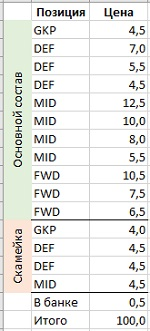 Позиция Цена
Основной состав
GKP 4,5
DEF 7,0
DEF 5,5
DEF 4,5
MID 12,5
MID 10,0
MID 8,0
MID 5,5
FWD 10,5
FWD 7,5
FWD 6,5
Скамейка
GKP 4,0
DEF 4,5
DEF 4,5
MID 4,5
В банке 0,5
Итого 100,0